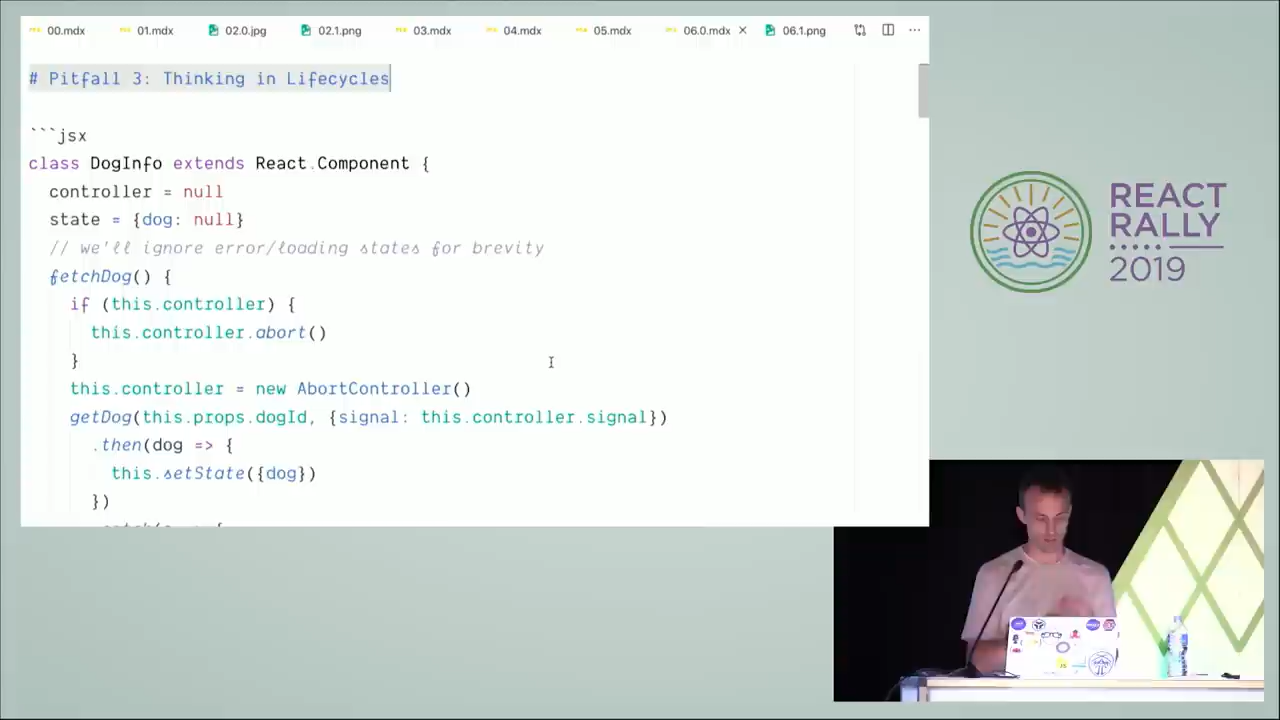 00.mdx 01.mdx 02.0.jpg 02.1.png 03.mdx 04.mdx 05.mdx 06.0.mdx 06.1.png
# Pitfall 3: Thinking in Lifecycles
```jsx
class DogInfo extends React.Component {
controller = null
state = {dog: null}
// we'll ignore error/loading states for brevity
fetchDog() {
if (this.controller) {
this.controller.abort()
}
this.controller = new AbortController()
getDog(this.props.dogId, {signal: this.controller.signal})
.then(dog => {
this.setState({dog})
})
REACT
RALLY
2019